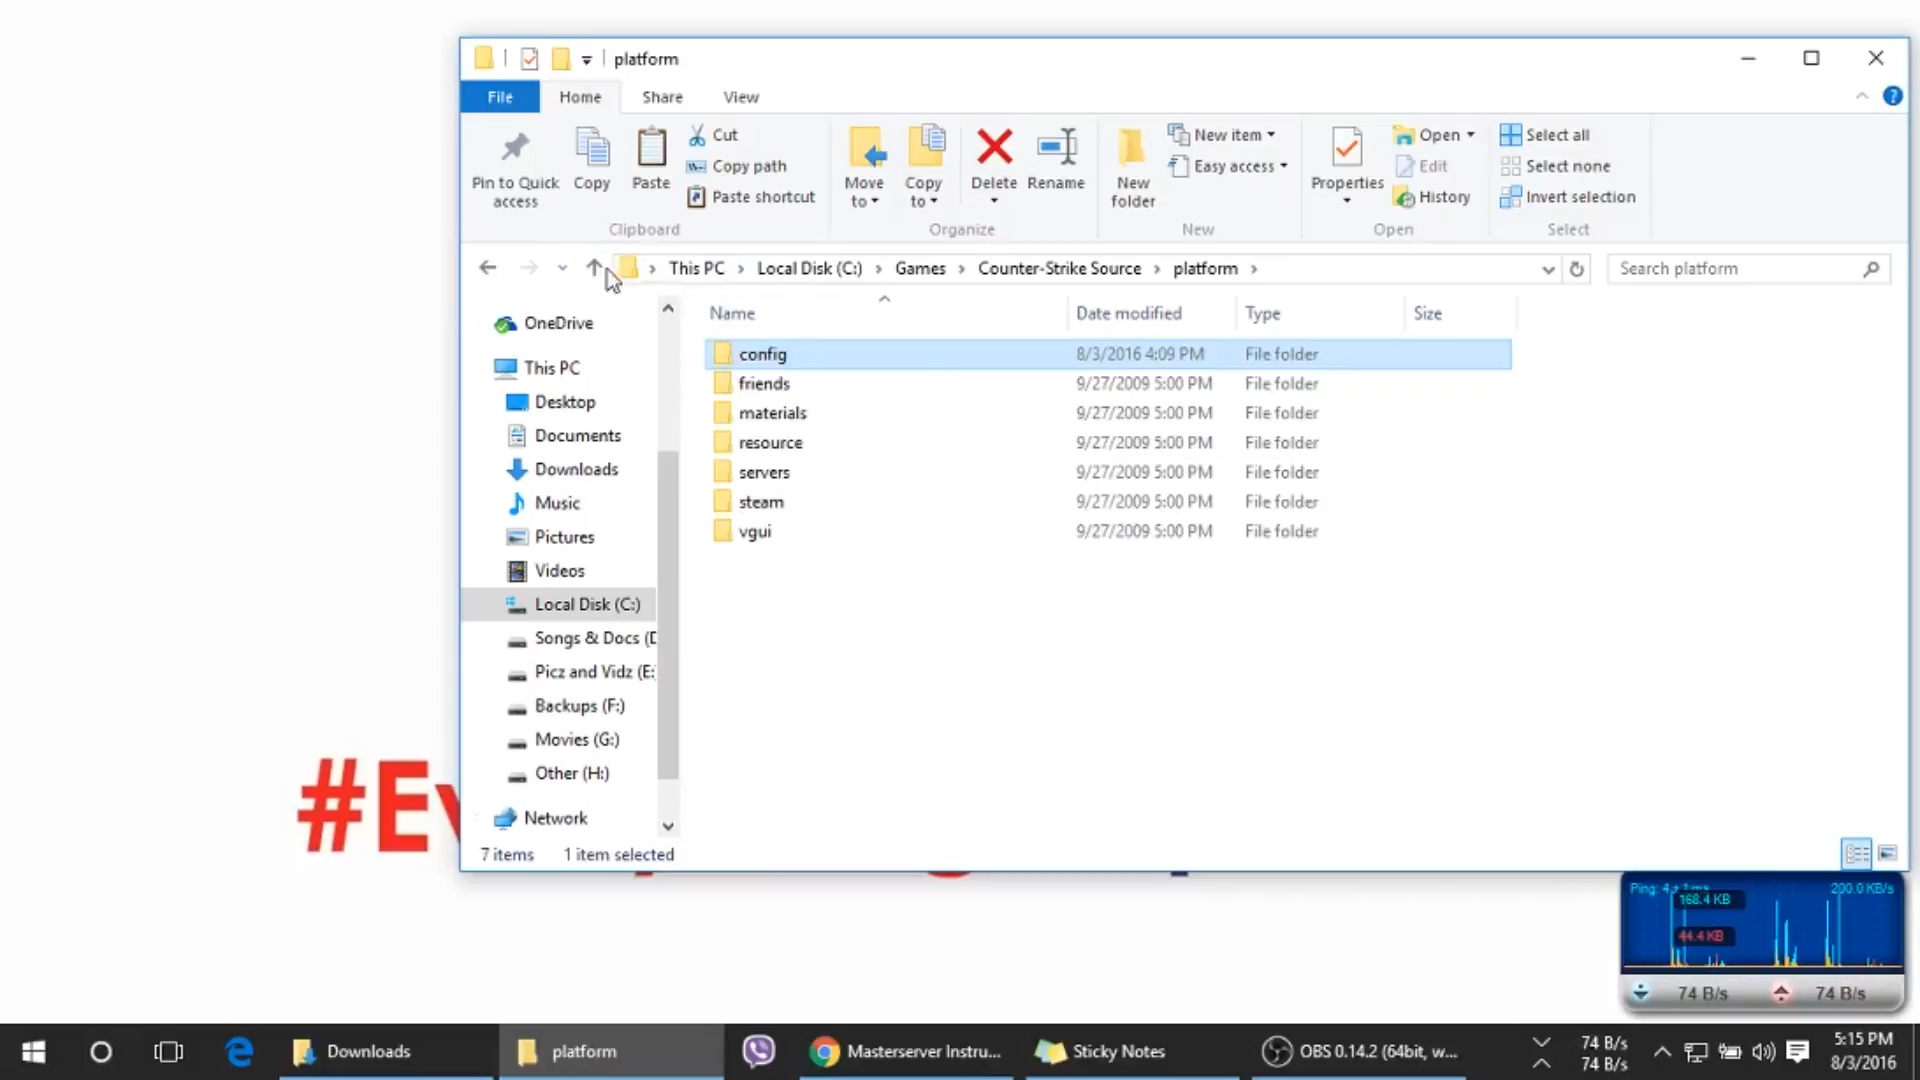 platform
File Home Share View
Pin to Quick access
Copy
Paste
Cut
Copy path
Paste shortcut
Clipboard
Move to
Copy to
Delete
Rename
Organize
New folder
New item
Easy access
New
Properties
Open
Edit
History
Open
Select all
Select none
Invert selection
Select
This PC > Local Disk (C:) > Games > Counter-Strike Source > platform >
Search platform
OneDrive
This PC
Desktop
Documents
Downloads
Music
Pictures
Videos
Local Disk (C:)
Songs & Docs (D
Picz and Vidz (E:
Backups (F:)
Movies (G:)
Other (H:)
Network
Name Date modified Type Size
config 8/3/2016 4:09 PM File folder
friends 9/27/2009 5:00 PM File folder
materials 9/27/2009 5:00 PM File folder
resource 9/27/2009 5:00 PM File folder
servers 9/27/2009 5:00 PM File folder
steam 9/27/2009 5:00 PM File folder
vgui 9/27/2009 5:00 PM File folder
7 items 1 item selected
#Ev
Ping: 200.0 KB/s
168.4 KB
44.4 KB
74 B/s 74 B/s
Downloads
platform
Masterserver Instru...
Sticky Notes
OBS 0.14.2 (64bit, w...
74 B/s
74 B/s
5:15 PM
8/3/2016